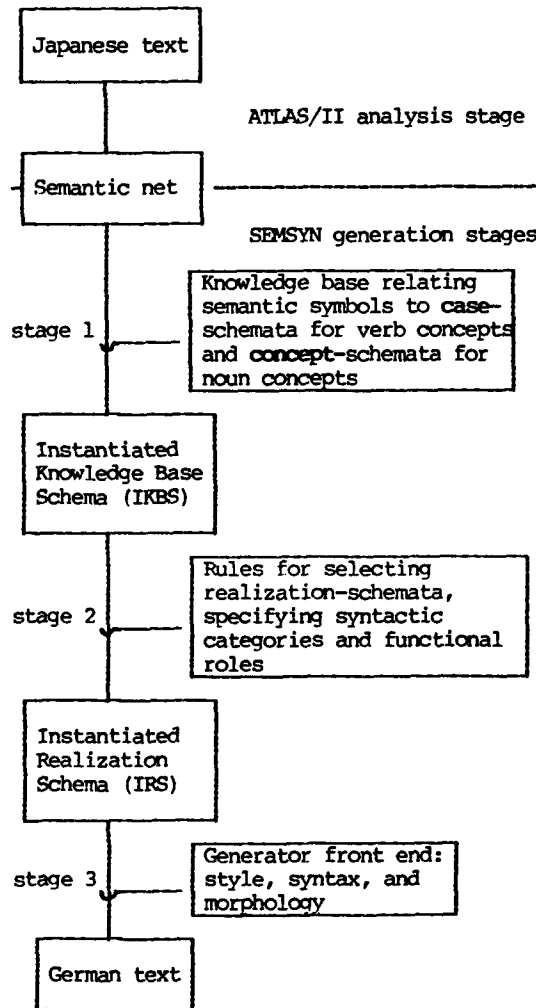 Japanese text
ATLAS/II analysis stage
Semantic net
SEMSYN generation stages
Knowledge base relating
semantic symbols to case-
schemata for verb concepts
and concept-schemata for
noun concepts
stage 1
Instantiated
Knowledge Base
Schema (IKBS)
Rules for selecting
realization-schemata,
specifying syntactic
categories and functional
roles
stage 2
Instantiated
Realization
Schema (IRS)
Generator front end:
style, syntax, and
morphology
stage 3
German text